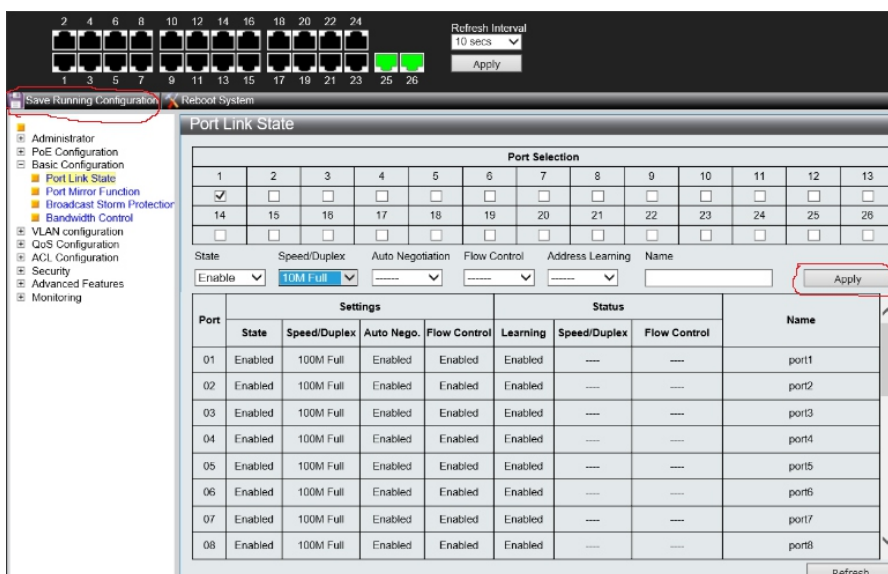 2 4 6 8 10 12 14 16 18 20 22 24
Refresh Interval
10 secs
Apply
1 3 5 7 9 11 13 15 17 19 21 23 25 26
Save Running Configuration Reboot System
Administrator
PoE Configuration
Basic Configuration
Port Link State
Port Mirror Function
Broadcast Storm Protection
Bandwidth Control
VLAN configuration
QoS Configuration
ACL Configuration
Security
Advanced Features
Monitoring
Port Link State
Port Selection
1 2 3 4 5 6 7 8 9 10 11 12 13
14 15 16 17 18 19 20 21 22 23 24 25 26
State Speed/Duplex Auto Negotiation Flow Control Address Learning Name
Enable 10M Full ------ ------ ------ Apply
Port Settings Status Name
State Speed/Duplex Auto Nego. Flow Control Learning Speed/Duplex Flow Control
01 Enabled 100M Full Enabled Enabled Enabled ---- ---- port1
02 Enabled 100M Full Enabled Enabled Enabled ---- ---- port2
03 Enabled 100M Full Enabled Enabled Enabled ---- ---- port3
04 Enabled 100M Full Enabled Enabled Enabled ---- ---- port4
05 Enabled 100M Full Enabled Enabled Enabled ---- ---- port5
06 Enabled 100M Full Enabled Enabled Enabled ---- ---- port6
07 Enabled 100M Full Enabled Enabled Enabled ---- ---- port7
08 Enabled 100M Full Enabled Enabled Enabled ---- ---- port8
Refresh